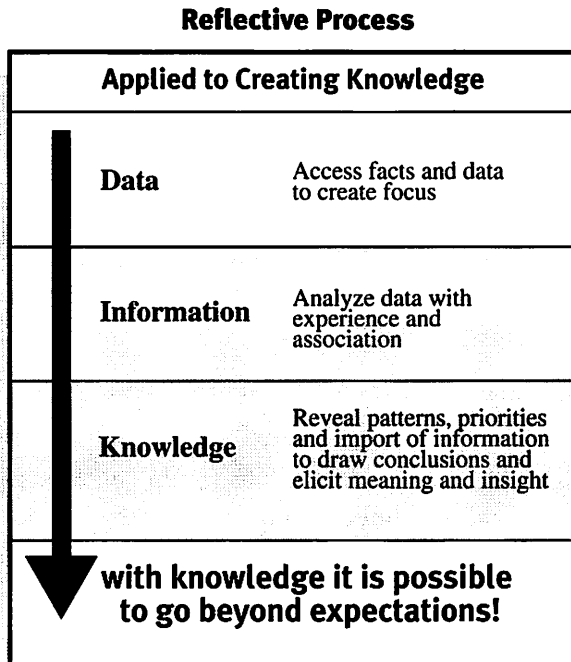 Reflective Process
Applied to Creating Knowledge
Data
Access facts and data
to create focus
Information
Analyze data with
experience and
association
Knowledge
Reveal patterns, priorities
and import of information
to draw conclusions and
elicit meaning and insight
with knowledge it is possible
to go beyond expectations!